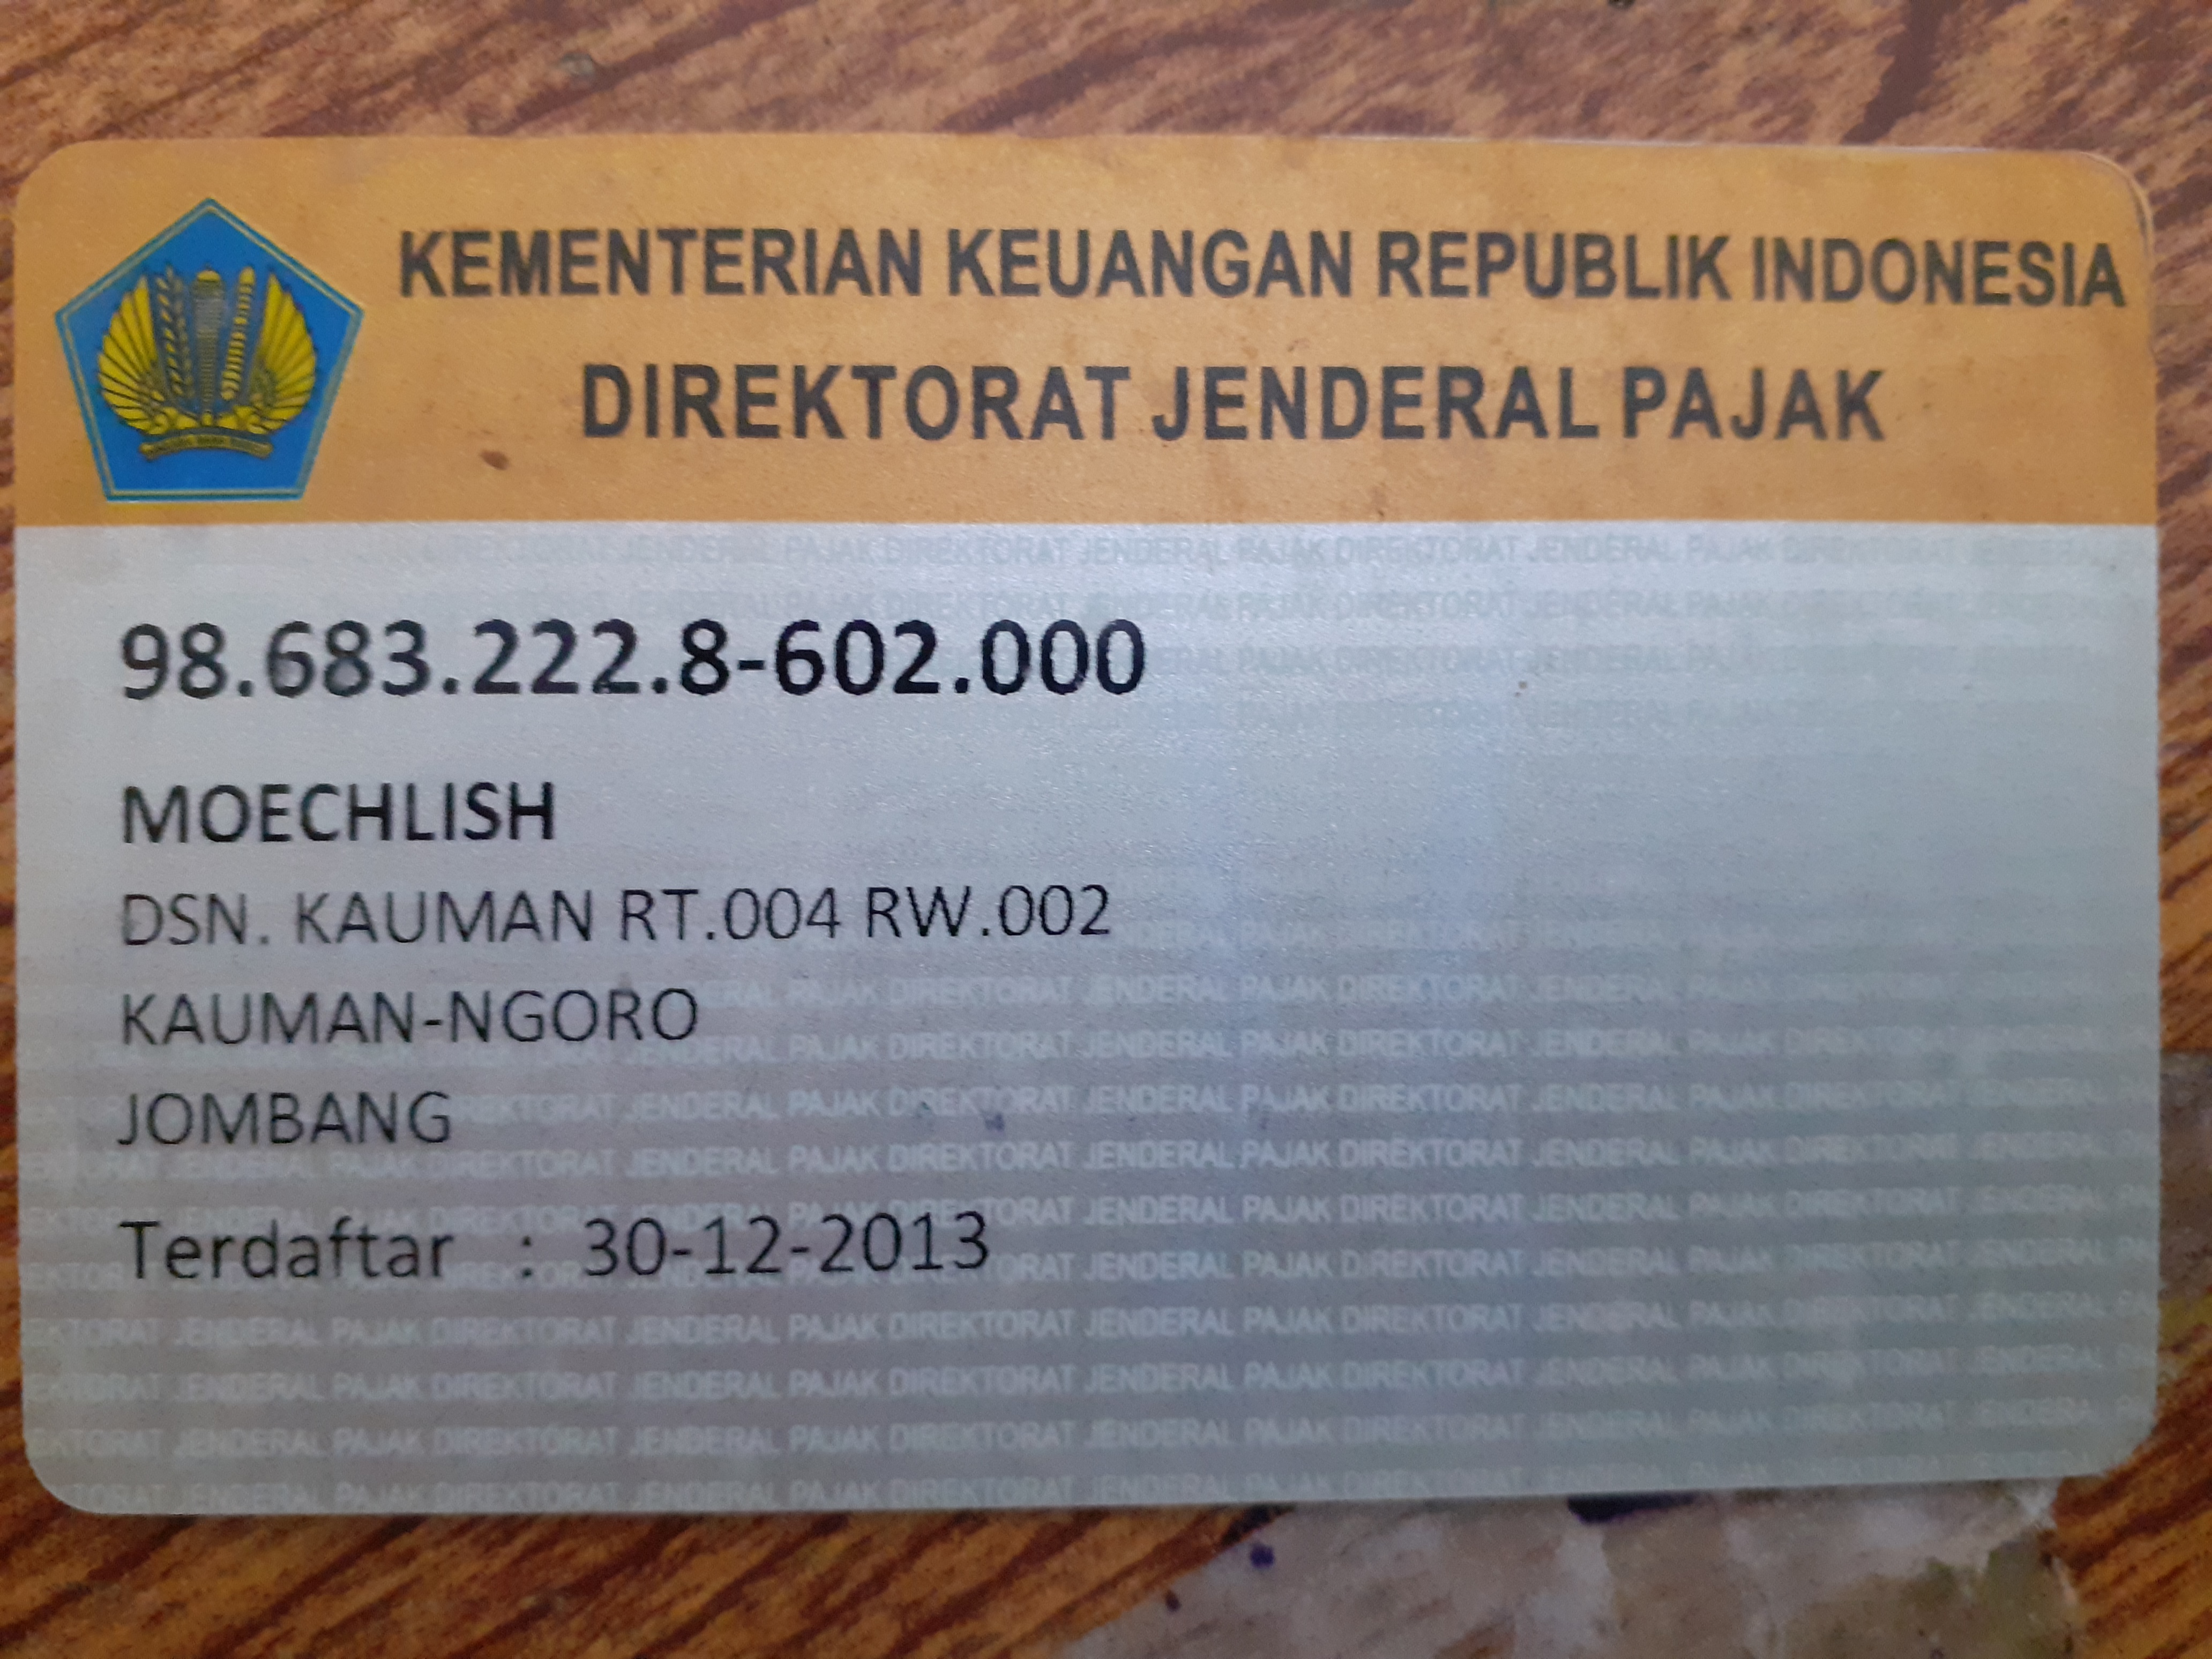 KEMENTERIAN KEUANGAN REPUBLIK INDONESIA
DIREKTORAT JENDERAL PAJAK
98.683.222.8-602.000
MOECHLISH
DSN. KAUMAN RT.004 RW.002
KAUMAN-NGORO
JOMBANG
Terdaftar : 30-12-2013